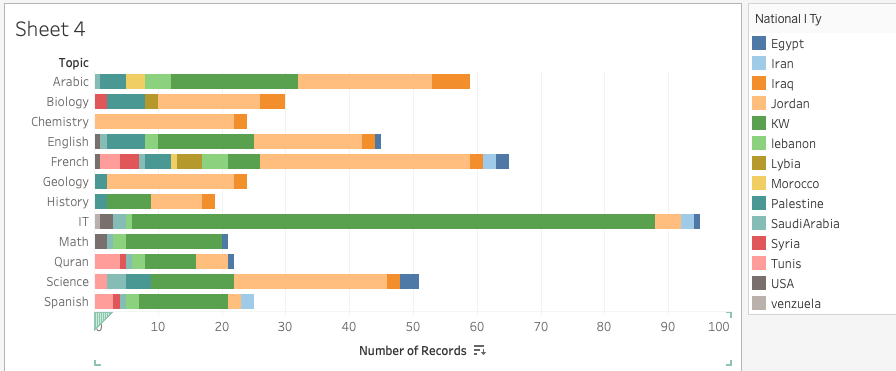 Sheet 4
Topic
Arabic
Biology
Chemistry
English
French
Geology
History
IT
Math
Quran
Science
Spanish
0 10 20 30 40 50 60 70 80 90 100
Number of Records
National I Ty
Egypt
Iran
Iraq
Jordan
KW
lebanon
Lybia
Morocco
Palestine
SaudiArabia
Syria
Tunis
USA
venzuela